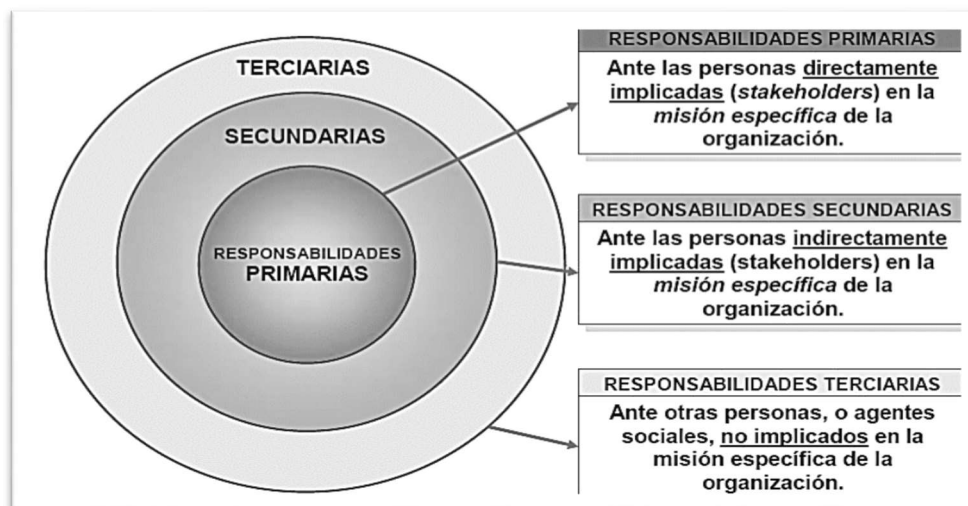 TERCIARIAS
SECUNDARIAS
RESPONSABILIDADES
PRIMARIAS
RESPONSABILIDADES PRIMARIAS
Ante las personas directamente
implicadas (stakeholders) en la
misión específica de la
organización.
RESPONSABILIDADES SECUNDARIAS
Ante las personas indirectamente
implicadas (stakeholders) en la
misión específica de la
organización.
RESPONSABILIDADES TERCIARIAS
Ante otras personas, o agentes
sociales, no implicados en la
misión específica de la
organización.